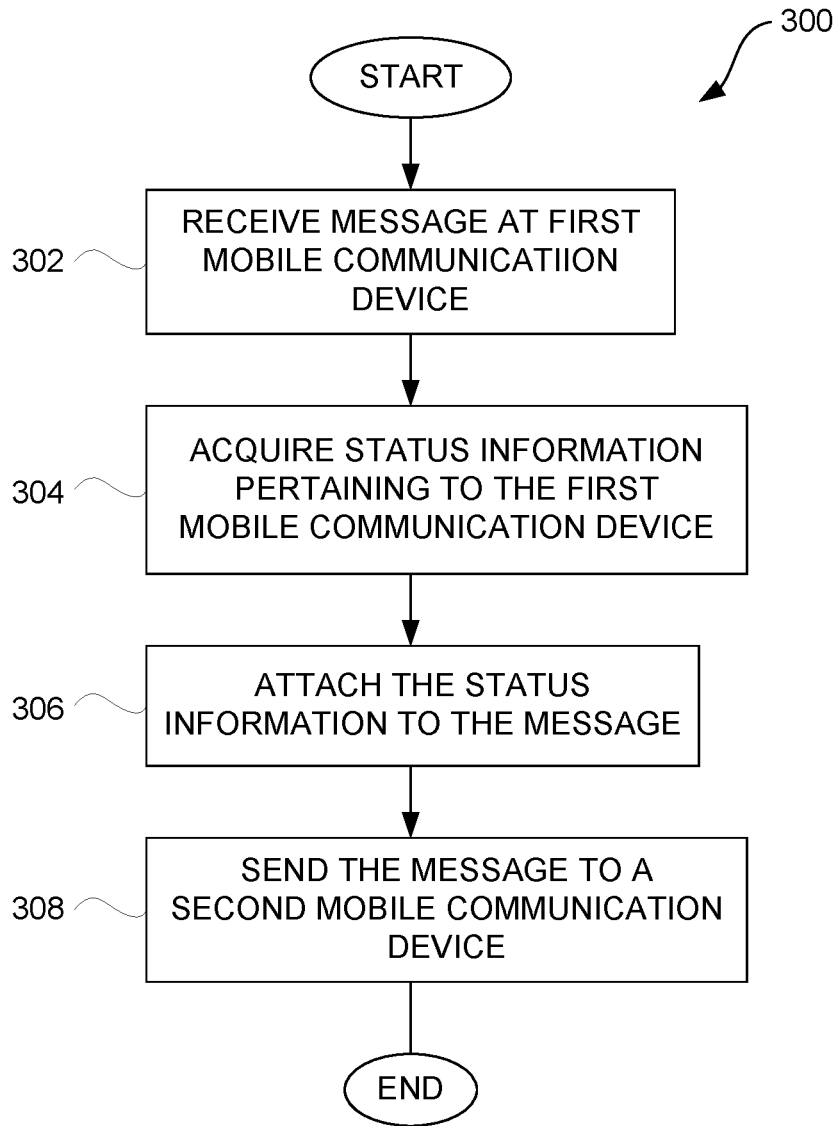 300
START
302
RECEIVE MESSAGE AT FIRST
MOBILE COMMUNICATIION
DEVICE
304
ACQUIRE STATUS INFORMATION
PERTAINING TO THE FIRST
MOBILE COMMUNICATION DEVICE
306
ATTACH THE STATUS
INFORMATION TO THE MESSAGE
308
SEND THE MESSAGE TO A
SECOND MOBILE COMMUNICATION
DEVICE
END